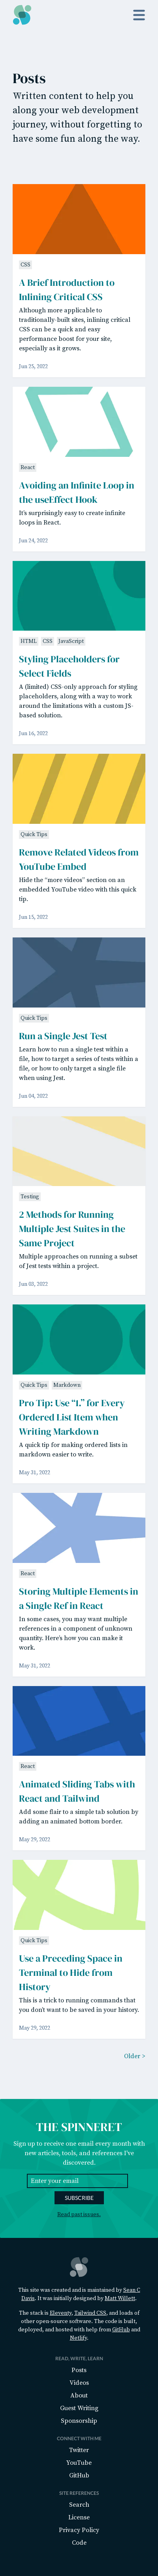 Posts
Written content to help you
along your web development
journey, without forgetting to
have some fun along the way.
CSS
A Brief Introduction to
Inlining Critical CSS
Although more applicable to
traditionally-built sites, inlining critical
CSS can be a quick and easy
performance boost for your site,
especially as it grows.
Jun 25, 2022
React
Avoiding an Infinite Loop in
the useEffect Hook
It's surprisingly easy to create infinite
loops in React.
Jun 24, 2022
HTML CSS JavaScript
Styling Placeholders for
Select Fields
A (limited) CSS-only approach for styling
placeholders, along with a way to work
around the limitations with a custom JS-
based solution.
Jun 16, 2022
Quick Tips
Remove Related Videos from
YouTube Embed
Hide the “more videos” section on an
embedded YouTube video with this quick
tip.
Jun 15, 2022
Quick Tips
Run a Single Jest Test
Learn how to run a single test within a
file, how to target a series of tests within a
file, or how to only target a single file
when using Jest.
Jun 04, 2022
Testing
2 Methods for Running
Multiple Jest Suites in the
Same Project
Multiple approaches on running a subset
of Jest tests within a project.
Jun 03, 2022
Quick Tips Markdown
Pro Tip: Use “1.” for Every
Ordered List Item when
Writing Markdown
A quick tip for making ordered lists in
markdown easier to write.
May 31, 2022
React
Storing Multiple Elements in
a Single Ref in React
In some cases, you may want multiple
references in a component of unknown
quantity. Here's how you can make it
work.
May 31, 2022
React
Animated Sliding Tabs with
React and Tailwind
Add some flair to a simple tab solution by
adding an animated bottom border.
May 29, 2022
Quick Tips
Use a Preceding Space in
Terminal to Hide from
History
This is a trick to running commands that
you don't want to be saved in your history.
May 29, 2022
Older >
THE SPINNERET
Sign up to receive one email every month with
new articles, tools, and references I've
discovered.
Enter your email
SUBSCRIBE
Read past issues.
This site was created and is maintained by Sean C
Davis. It was initially designed by Matt Willett.
The stack is Eleventy, Tailwind CSS, and loads of
other open source software. The code is built,
deployed, and hosted with help from GitHub and
Netlify.
READ, WRITE, LEARN
Posts
Videos
About
Guest Writing
Sponsorship
CONNECT WITH ME
Twitter
YouTube
GitHub
SITE REFERENCES
Search
License
Privacy Policy
Code